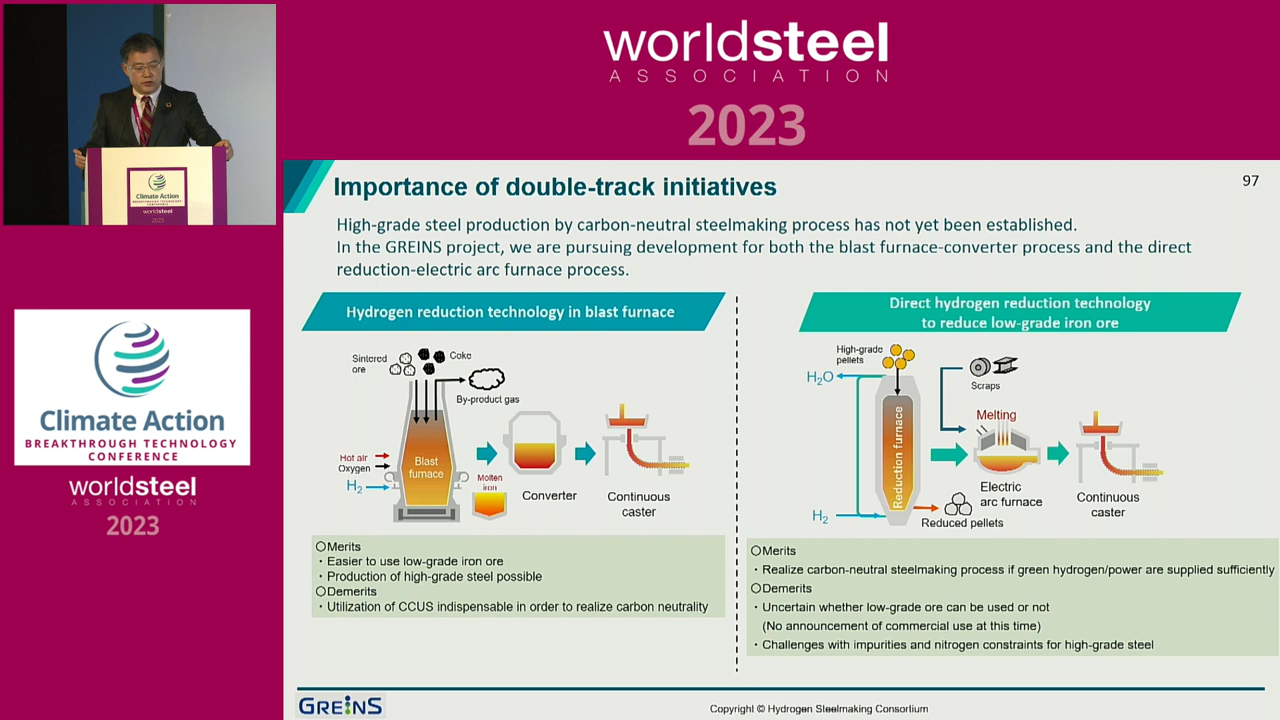 worldsteel
ASSOCIATION
2023
Climate Action
BREAKTHROUGH TECHNOLOGY
CONFERENCE
worldsteel
2023
Climate Action
BREAKTHROUGH TECHNOLOGY
CONFERENCE
worldsteel
ASSOCIATION
2023
Importance of double-track initiatives
97
High-grade steel production by carbon-neutral steelmaking process has not yet been established.
In the GREINS project, we are pursuing development for both the blast furnace-converter process and the direct
reduction-electric arc furnace process.
Hydrogen reduction technology in blast furnace
Sintered
ore
Coke
By-product gas
Hot air
Oxygen
H₂
Blast
furnace
Molten
iron
Converter
Continuous
caster
○Merits
・Easier to use low-grade iron ore
・Production of high-grade steel possible
○Demerits
・Utilization of CCUS indispensable in order to realize carbon neutrality
Direct hydrogen reduction technology
to reduce low-grade iron ore
High-grade
pellets
H₂O
Scraps
Reduction furnace
Melting
Electric
arc furnace
H₂
Reduced pellets
Continuous
caster
○Merits
・Realize carbon-neutral steelmaking process if green hydrogen/power are supplied sufficiently
○Demerits
・Uncertain whether low-grade ore can be used or not
(No announcement of commercial use at this time)
・Challenges with impurities and nitrogen constraints for high-grade steel
GREINS
Copyright © Hydrogen Steelmaking Consortium